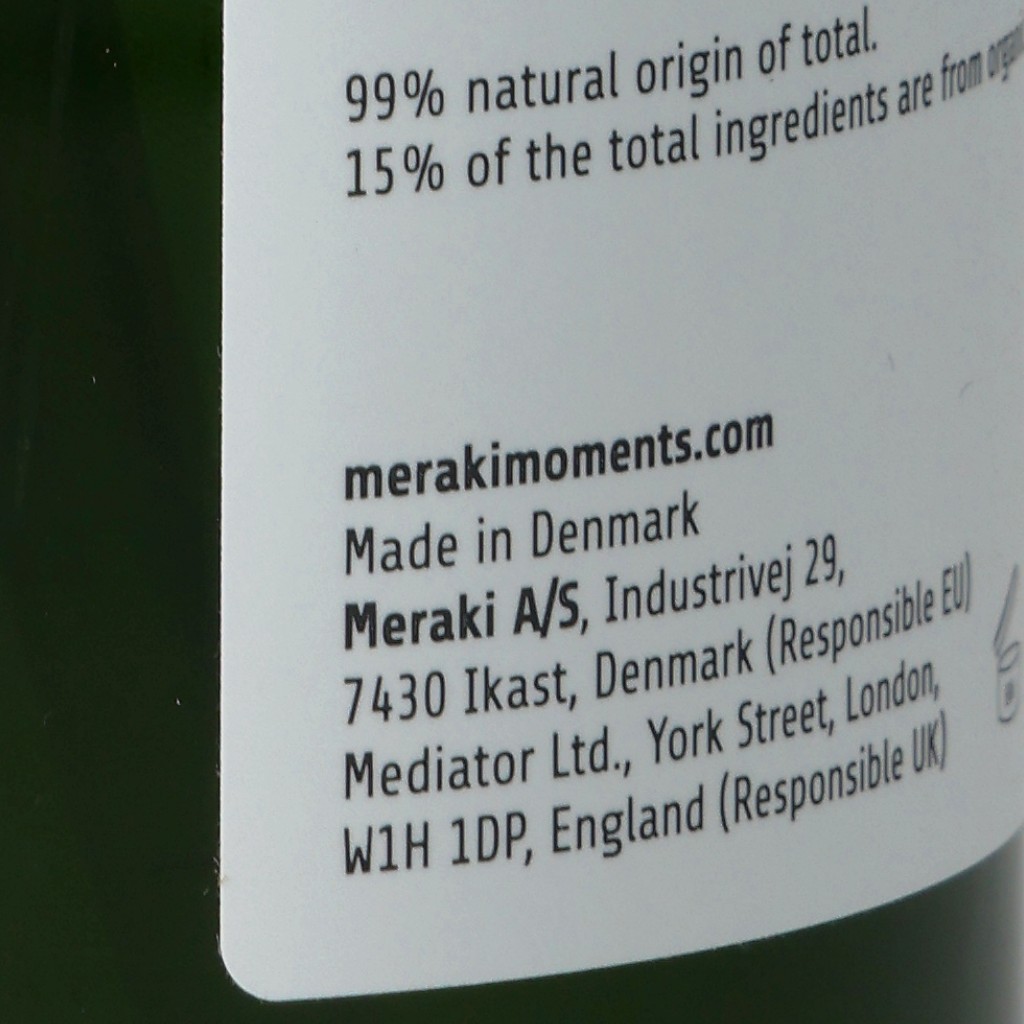 99% natural origin of total.
15% of the total ingredients are from
merakimoments.com
Made in Denmark
Meraki A/S, Industrivej 29,
7430 Ikast, Denmark (Responsible EU)
Mediator Ltd., York Street, London,
W1H 1DP, England (Responsible UK)